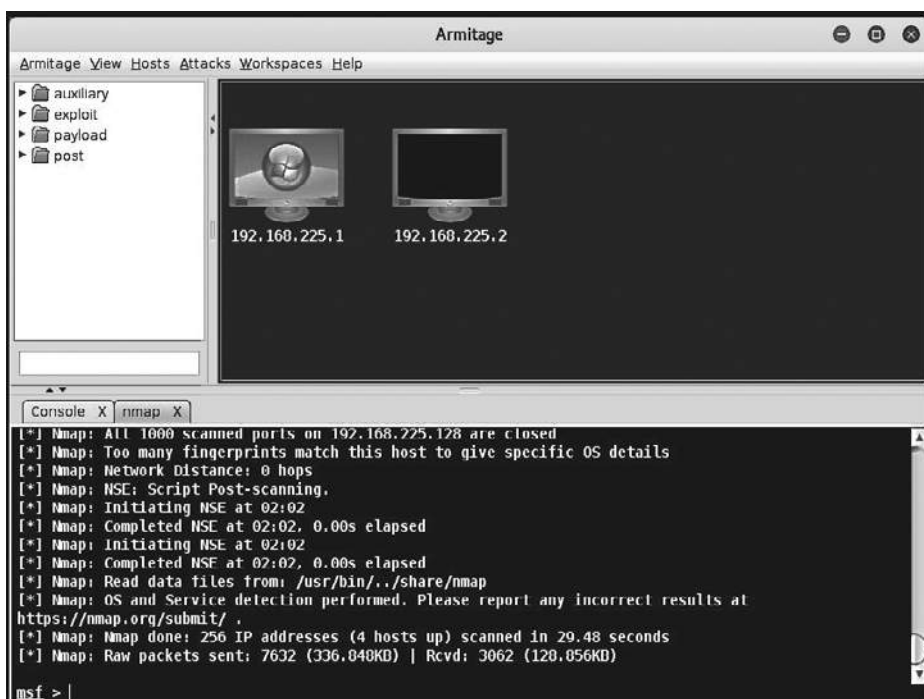 Armitage
Armitage View Hosts Attacks Workspaces Help
auxiliary
exploit
payload
post
192.168.225.1
192.168.225.2
Console X
nmap X
[*] Nmap: All 1000 scanned ports on 192.168.225.128 are closed
[*] Nmap: Too many fingerprints match this host to give specific OS details
[*] Nmap: Network Distance: 0 hops
[*] Nmap: NSE: Script Post-scanning.
[*] Nmap: Initiating NSE at 02:02
[*] Nmap: Completed NSE at 02:02, 0.00s elapsed
[*] Nmap: Initiating NSE at 02:02
[*] Nmap: Completed NSE at 02:02, 0.00s elapsed
[*] Nmap: Read data files from: /usr/bin/../share/nmap
[*] Nmap: OS and Service detection performed. Please report any incorrect results at
https://nmap.org/submit/ .
[*] Nmap: Nmap done: 256 IP addresses (4 hosts up) scanned in 29.48 seconds
[*] Nmap: Raw packets sent: 7632 (336.848KB) | Rcvd: 3062 (128.856KB)
msf >